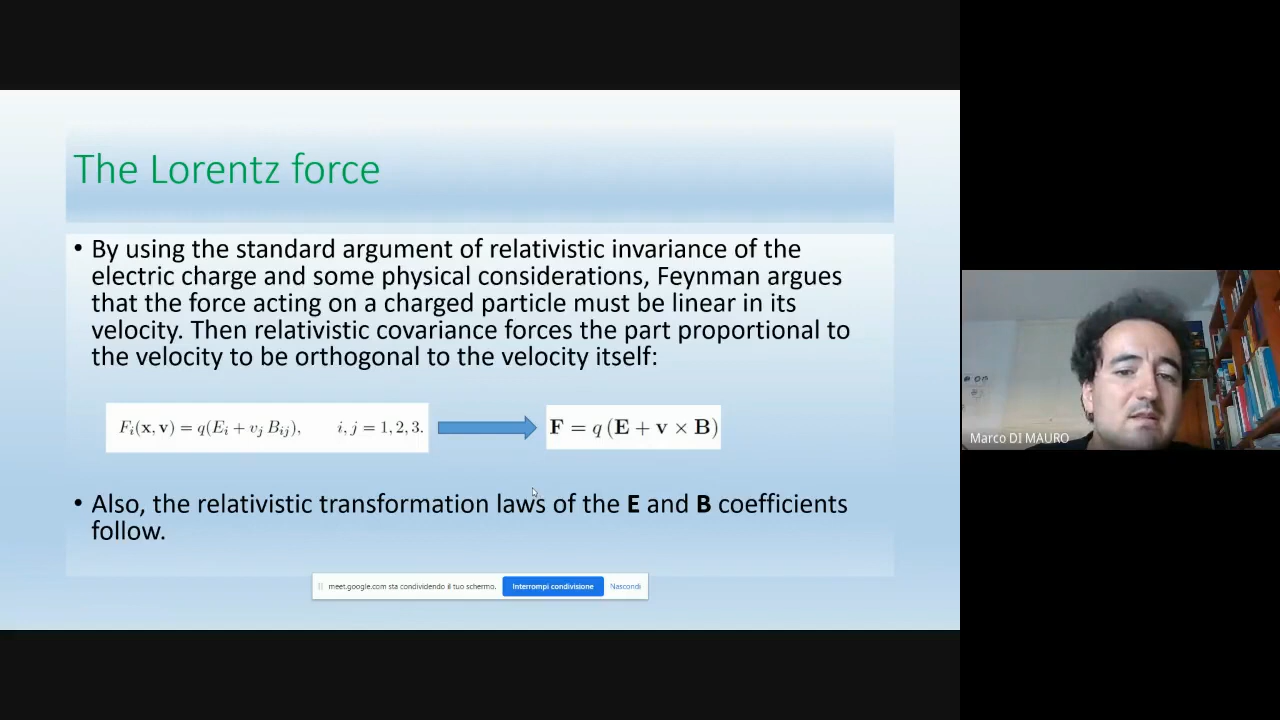 The Lorentz force
• By using the standard argument of relativistic invariance of the
electric charge and some physical considerations, Feynman argues
that the force acting on a charged particle must be linear in its
velocity. Then relativistic covariance forces the part proportional to
the velocity to be orthogonal to the velocity itself:
F_i(x, v) = q(E_i + v_j B_{ij}), i, j = 1, 2, 3.
F = q (E + v × B)
• Also, the relativistic transformation laws of the E and B coefficients
follow.
meet.google.com sta condividendo il tuo schermo. Interrompi condivisione Nascondi
Marco DI MAURO